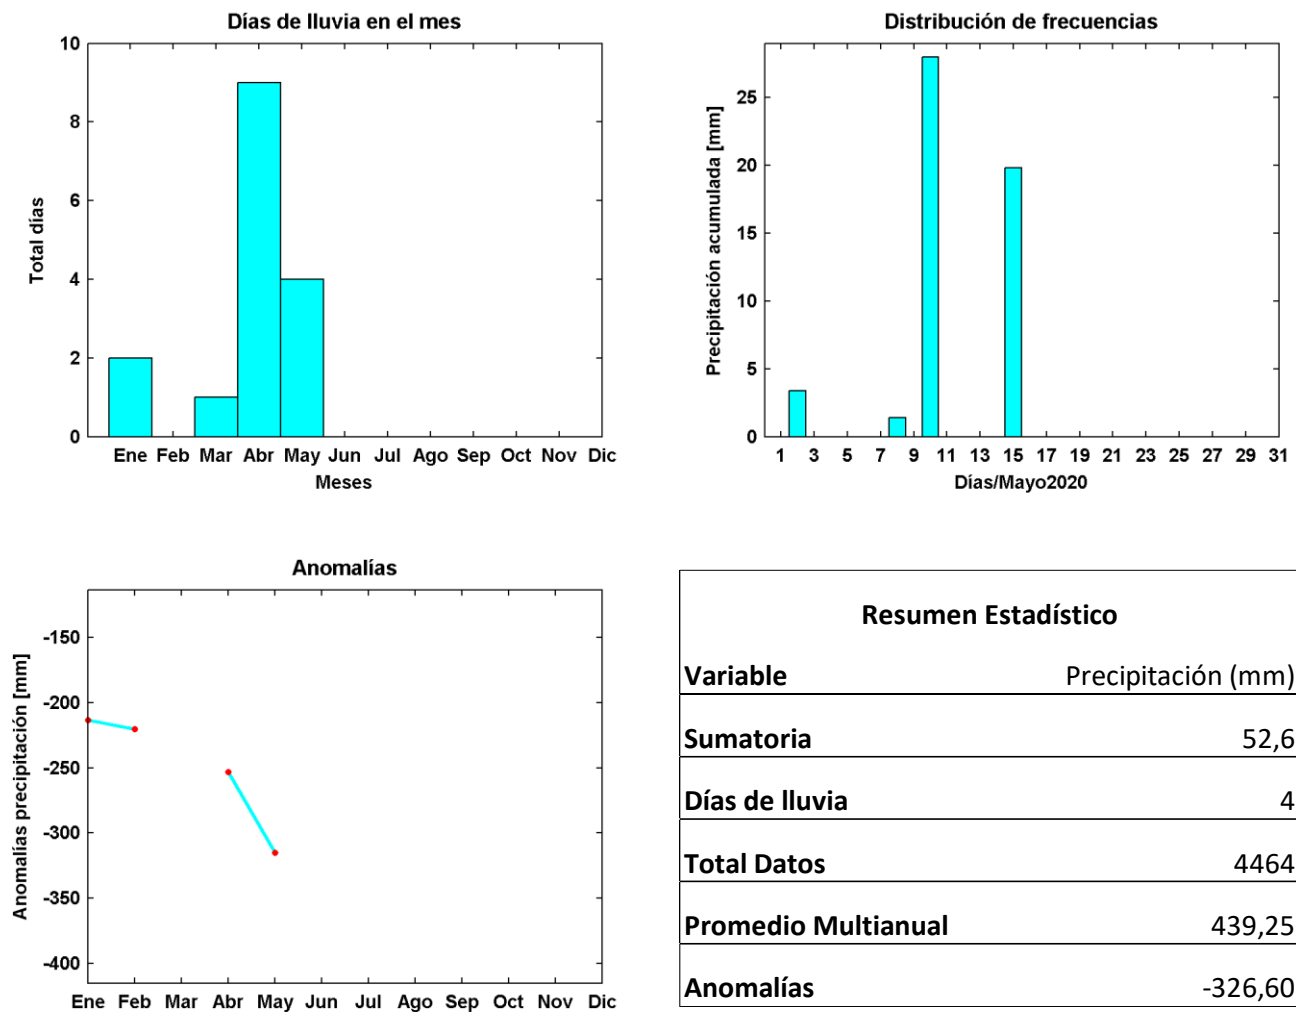 Días de lluvia en el mes
10
8
6
4
2
0
Total días
Ene Feb Mar Abr May Jun Jul Ago Sep Oct Nov Dic
Meses
Distribución de frecuencias
25
20
15
10
5
0
Precipitación acumulada [mm]
1 3 5 7 9 11 13 15 17 19 21 23 25 27 29 31
Días/Mayo2020
Anomalías
-150
-200
-250
-300
-350
-400
Anomalías precipitación [mm]
Ene Feb Mar Abr May Jun Jul Ago Sep Oct Nov Dic
Resumen Estadístico
Variable Precipitación (mm)
Sumatoria 52,6
Días de lluvia 4
Total Datos 4464
Promedio Multianual 439,25
Anomalías -326,60